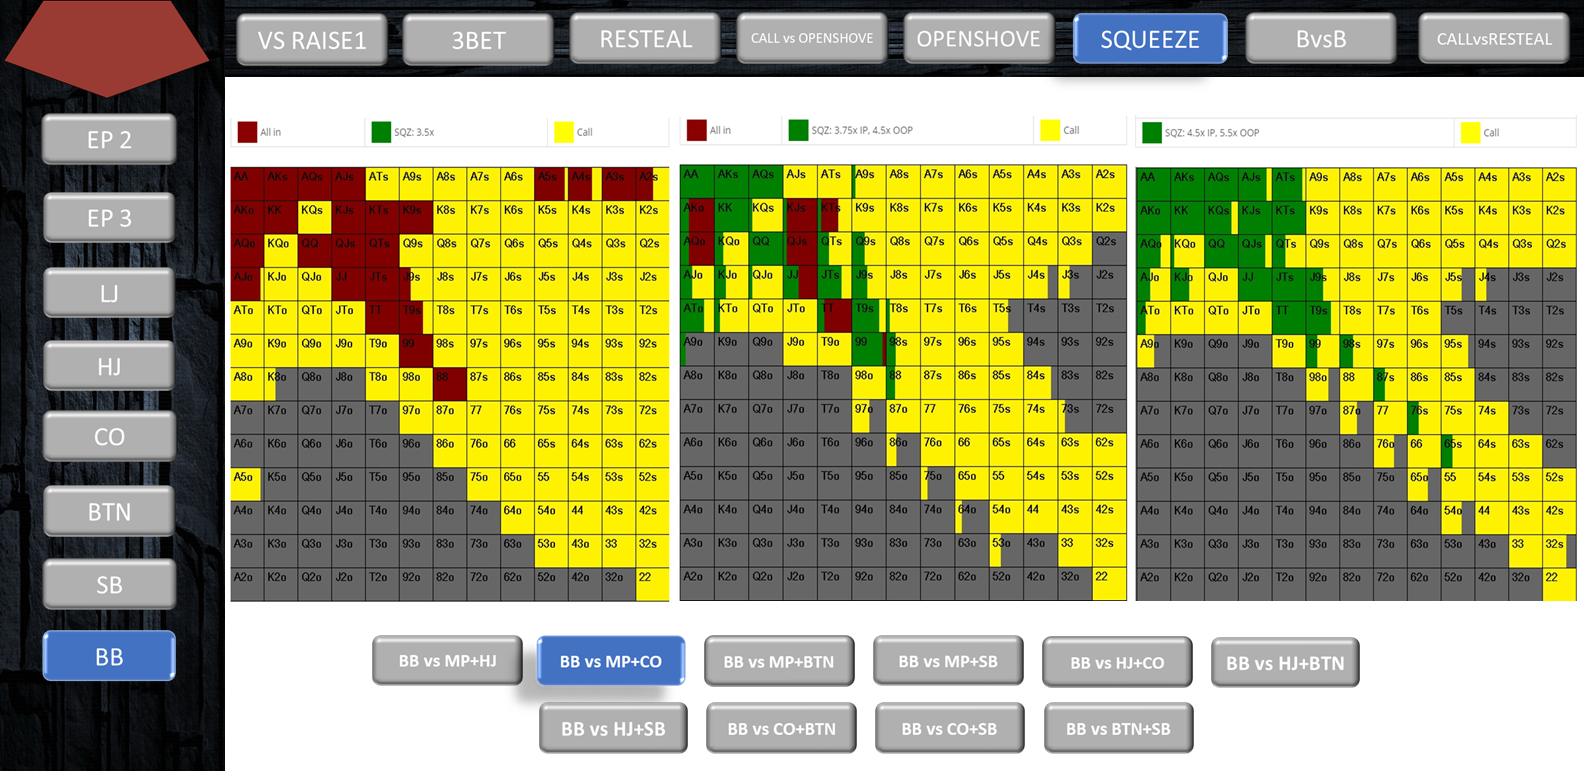 VS RAISE1 3BET RESTEAL CALL vs OPENSHOVE OPENSHOVE SQUEEZE BvsB CALLvsRESTEAL
EP 2
EP 3
LJ
HJ
CO
BTN
SB
BB
All in SQZ: 3.5x Call
AA AKs AQs AJs ATs A9s A8s A7s A6s A5s A4s A3s A2s
AKo KK KQs KJs KTs K9s K8s K7s K6s K5s K4s K3s K2s
AQo KQo QQ QJs QTs Q9s Q8s Q7s Q6s Q5s Q4s Q3s Q2s
AJo KJo QJo JJ JTs J9s J8s J7s J6s J5s J4s J3s J2s
ATo KTo QTo JTo TT T9s T8s T7s T6s T5s T4s T3s T2s
A9o K9o Q9o J9o T9o 99 98s 97s 96s 95s 94s 93s 92s
A8o K8o Q8o J8o T8o 98o 88 87s 86s 85s 84s 83s 82s
A7o K7o Q7o J7o T7o 97o 87o 77 76s 75s 74s 73s 72s
A6o K6o Q6o J6o T6o 96o 86o 76o 66 65s 64s 63s 62s
A5o K5o Q5o J5o T5o 95o 85o 75o 65o 55 54s 53s 52s
A4o K4o Q4o J4o T4o 94o 84o 74o 64o 54o 44 43s 42s
A3o K3o Q3o J3o T3o 93o 83o 73o 63o 53o 43o 33 32s
A2o K2o Q2o J2o T2o 92o 82o 72o 62o 52o 42o 32o 22
All in SQZ: 3.75x IP, 4.5x OOP Call
AA AKs AQs AJs ATs A9s A8s A7s A6s A5s A4s A3s A2s
AKo KK KQs KJs KTs K9s K8s K7s K6s K5s K4s K3s K2s
AQo KQo QQ QJs QTs Q9s Q8s Q7s Q6s Q5s Q4s Q3s Q2s
AJo KJo QJo JJ JTs J9s J8s J7s J6s J5s J4s J3s J2s
ATo KTo QTo JTo TT T9s T8s T7s T6s T5s T4s T3s T2s
A9o K9o Q9o J9o T9o 99 98s 97s 96s 95s 94s 93s 92s
A8o K8o Q8o J8o T8o 98o 88 87s 86s 85s 84s 83s 82s
A7o K7o Q7o J7o T7o 97o 87o 77 76s 75s 74s 73s 72s
A6o K6o Q6o J6o T6o 96o 86o 76o 66 65s 64s 63s 62s
A5o K5o Q5o J5o T5o 95o 85o 75o 65o 55 54s 53s 52s
A4o K4o Q4o J4o T4o 94o 84o 74o 64o 54o 44 43s 42s
A3o K3o Q3o J3o T3o 93o 83o 73o 63o 53o 43o 33 32s
A2o K2o Q2o J2o T2o 92o 82o 72o 62o 52o 42o 32o 22
SQZ: 4.5x IP, 5.5x OOP Call
AA AKs AQs AJs ATs A9s A8s A7s A6s A5s A4s A3s A2s
AKo KK KQs KJs KTs K9s K8s K7s K6s K5s K4s K3s K2s
AQo KQo QQ QJs QTs Q9s Q8s Q7s Q6s Q5s Q4s Q3s Q2s
AJo KJo QJo JJ JTs J9s J8s J7s J6s J5s J4s J3s J2s
ATo KTo QTo JTo TT T9s T8s T7s T6s T5s T4s T3s T2s
A9o K9o Q9o J9o T9o 99 98s 97s 96s 95s 94s 93s 92s
A8o K8o Q8o J8o T8o 98o 88 87s 86s 85s 84s 83s 82s
A7o K7o Q7o J7o T7o 97o 87o 77 76s 75s 74s 73s 72s
A6o K6o Q6o J6o T6o 96o 86o 76o 66 65s 64s 63s 62s
A5o K5o Q5o J5o T5o 95o 85o 75o 65o 55 54s 53s 52s
A4o K4o Q4o J4o T4o 94o 84o 74o 64o 54o 44 43s 42s
A3o K3o Q3o J3o T3o 93o 83o 73o 63o 53o 43o 33 32s
A2o K2o Q2o J2o T2o 92o 82o 72o 62o 52o 42o 32o 22
BB vs MP+HJ BB vs MP+CO BB vs MP+BTN BB vs MP+SB BB vs HJ+CO BB vs HJ+BTN
BB vs HJ+SB BB vs CO+BTN BB vs CO+SB BB vs BTN+SB